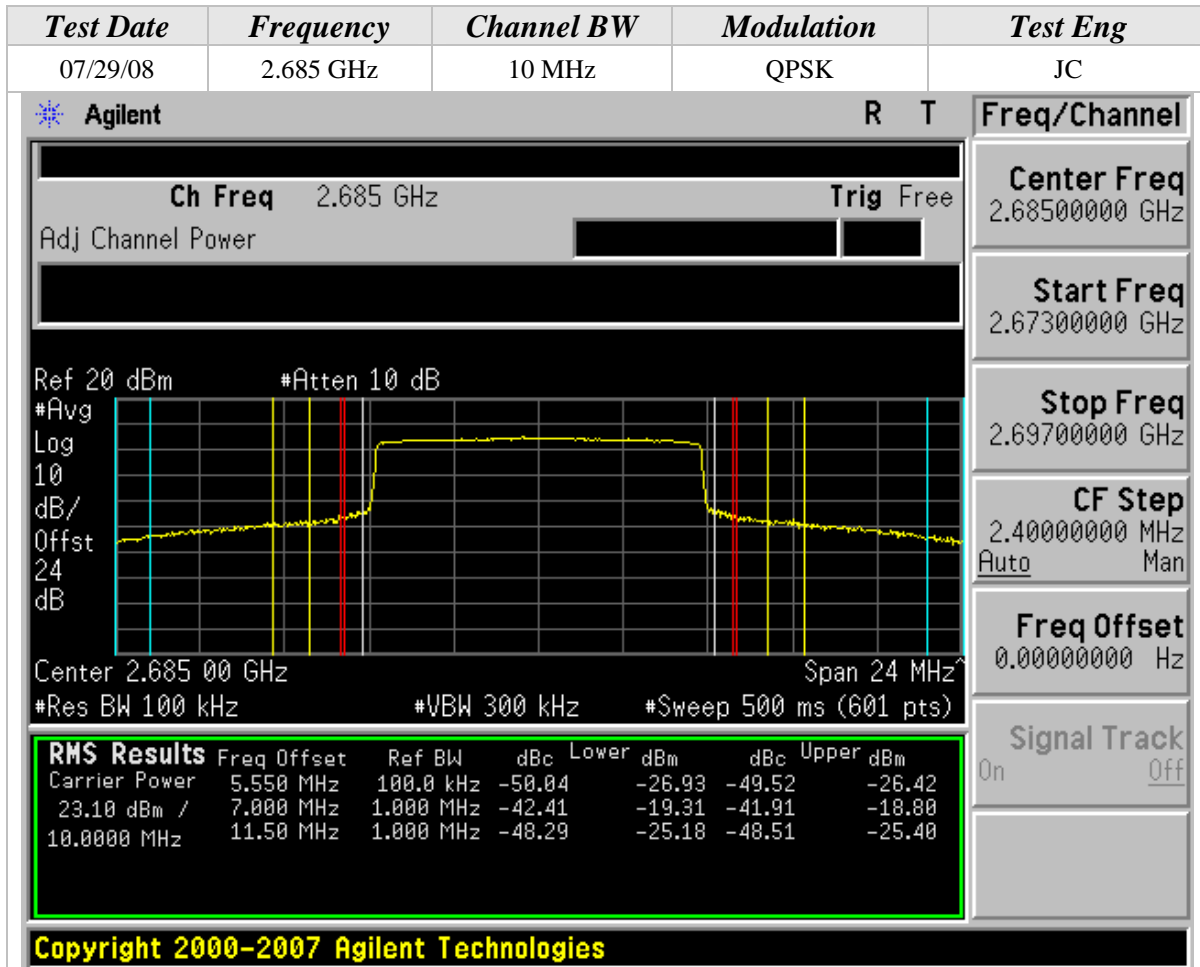 Test Date Frequency Channel BW Modulation Test Eng
07/29/08 2.685 GHz 10 MHz QPSK JC
Agilent R T Freq/Channel
Ch Freq 2.685 GHz Trig Free
Adj Channel Power
Center Freq
2.68500000 GHz
Start Freq
2.67300000 GHz
Stop Freq
2.69700000 GHz
CF Step
2.40000000 MHz
Auto Man
Freq Offset
0.00000000 Hz
Signal Track
On Off
Ref 20 dBm #Atten 10 dB
#Avg
Log
10
dB/
Offst
24
dB
Center 2.685 00 GHz Span 24 MHz^
#Res BW 100 kHz #VBW 300 kHz #Sweep 500 ms (601 pts)
RMS Results Freq Offset Ref BW dBc Lower dBm dBc Upper dBm
Carrier Power 5.550 MHz 100.0 kHz -50.04 -26.93 -49.52 -26.42
23.10 dBm / 7.000 MHz 1.000 MHz -42.41 -19.31 -41.91 -18.80
10.0000 MHz 11.50 MHz 1.000 MHz -48.29 -25.18 -48.51 -25.40
Copyright 2000-2007 Agilent Technologies